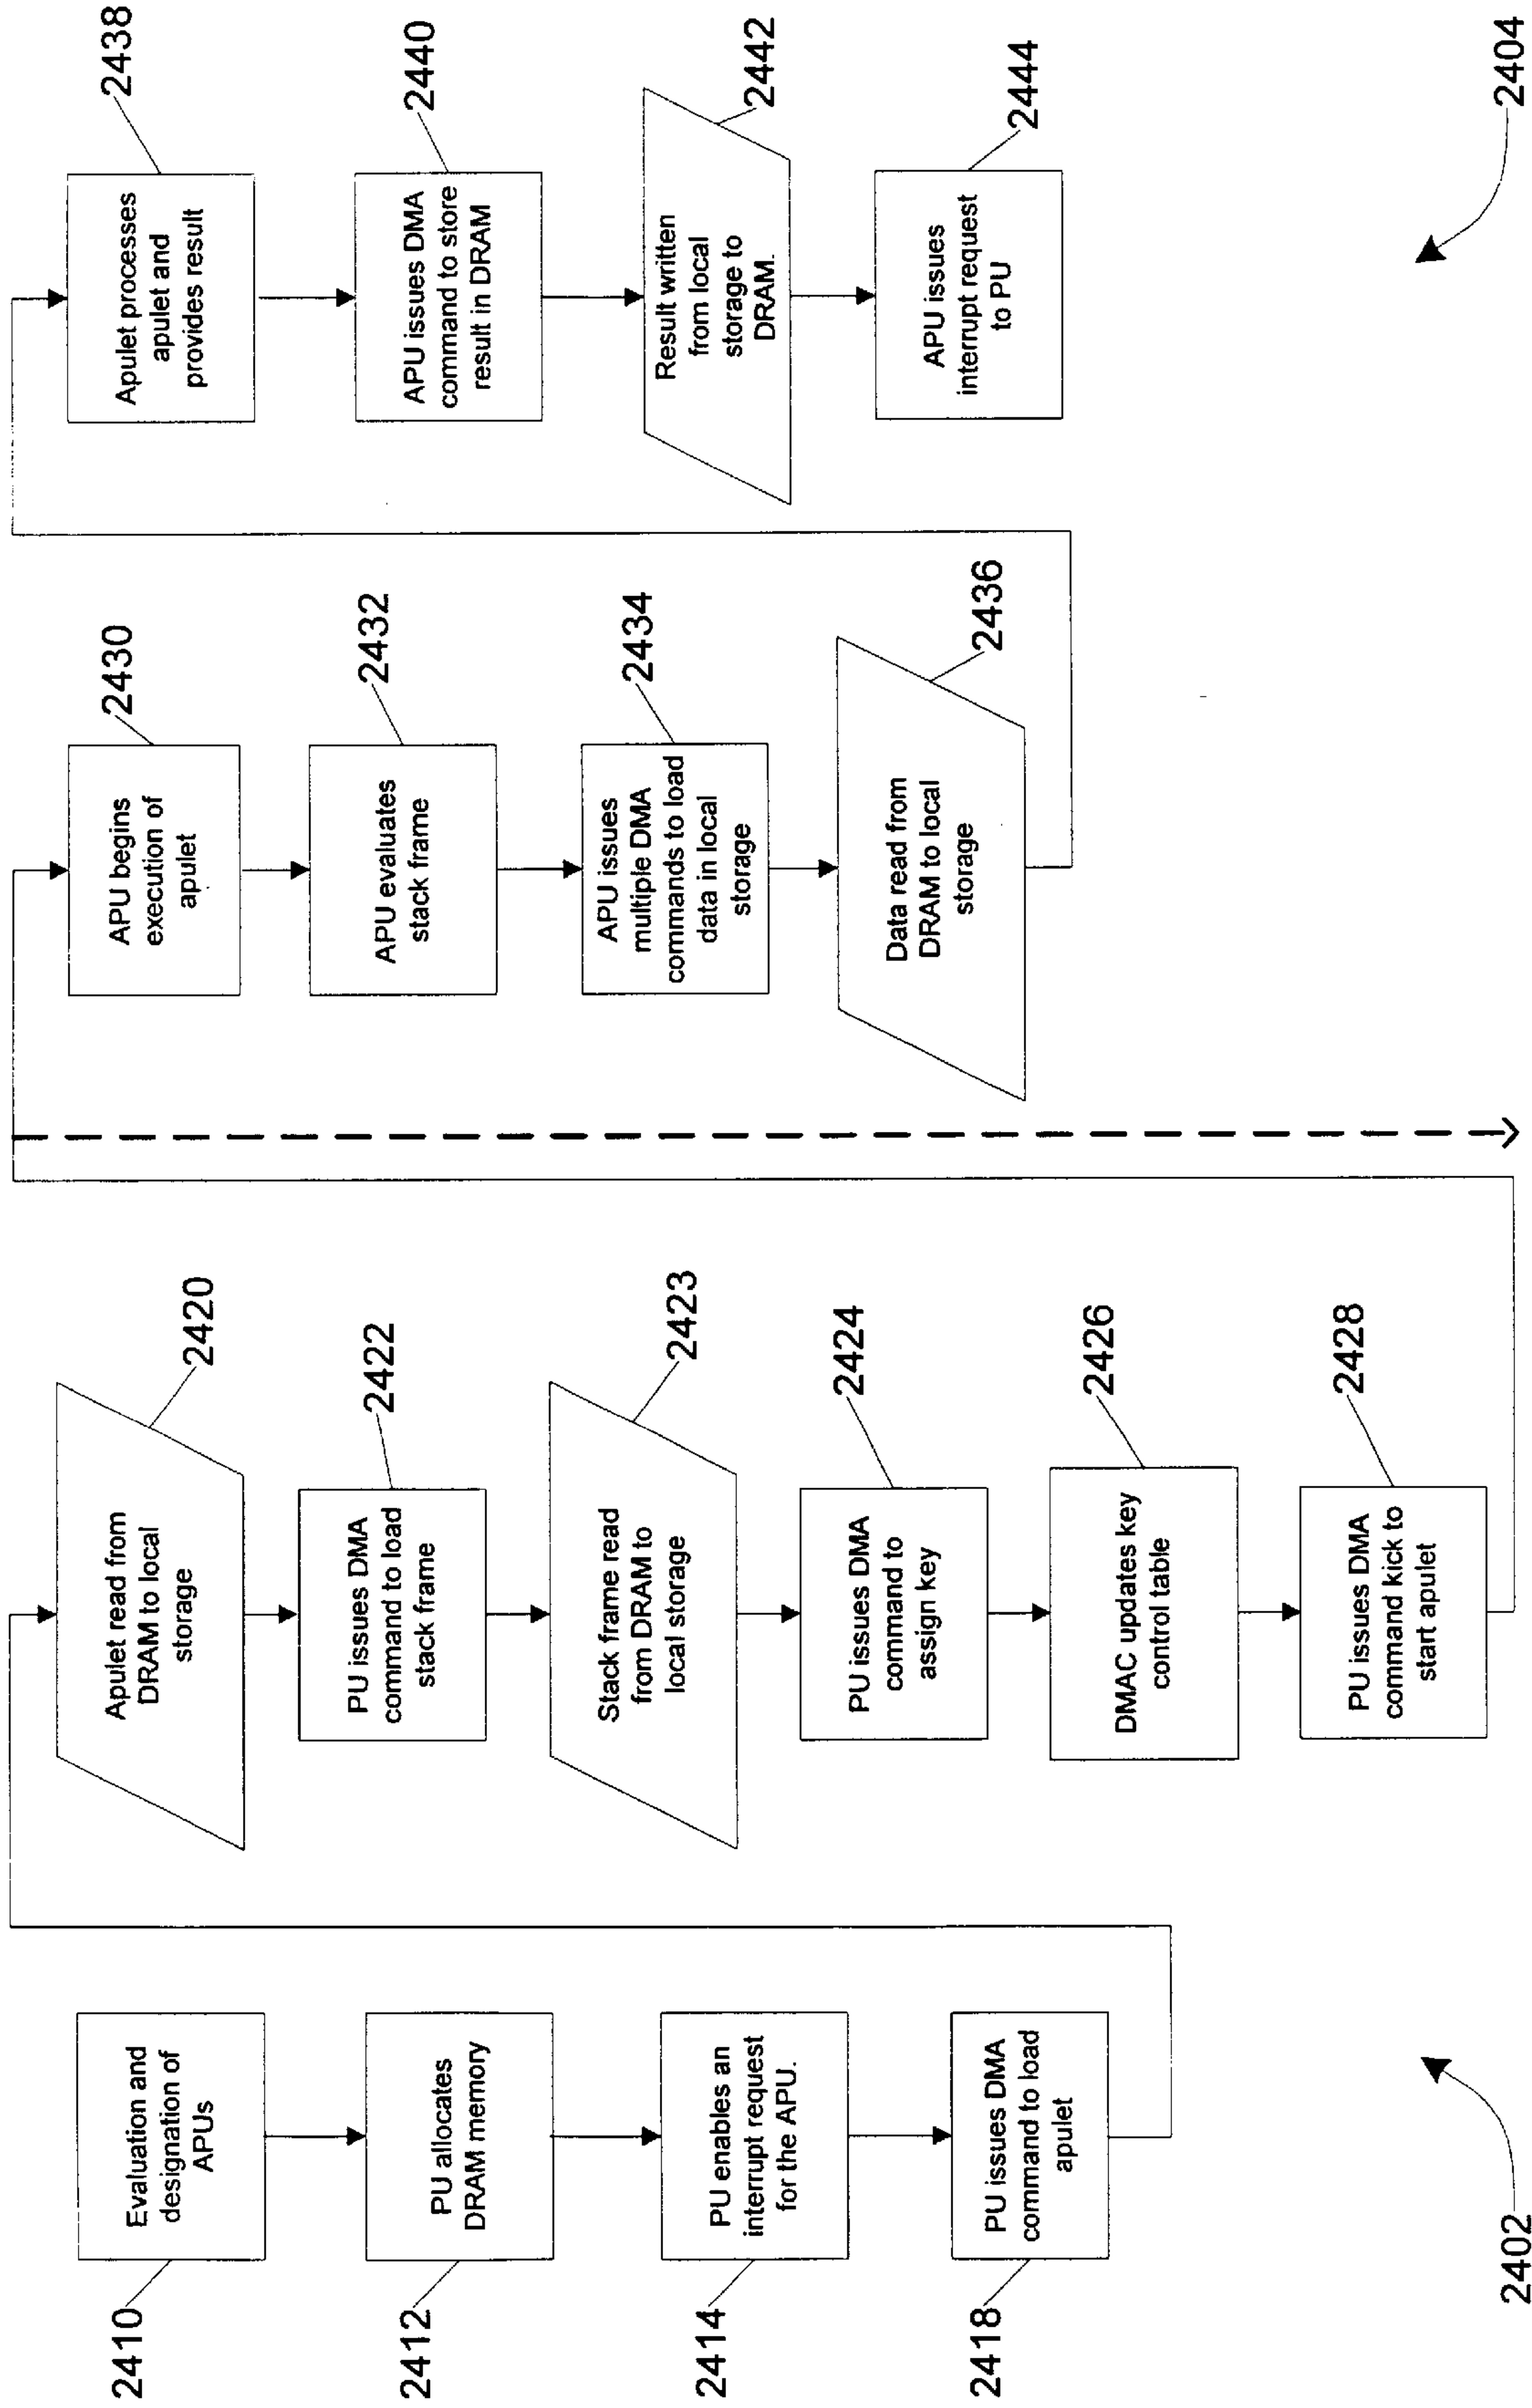 2410
Evaluation and
designation of
APUs
2412
PU allocates
DRAM memory
2414
PU enables an
interrupt request
for the APU.
2418
PU issues DMA
command to load
apulet
2402
Apulet read from
DRAM to local
storage
2420
PU issues DMA
command to load
stack frame
2422
Stack frame read
from DRAM to
local storage
2423
PU issues DMA
command to
assign key
2424
DMAC updates key
control table
2426
PU issues DMA
command kick to
start apulet
2428
APU begins
execution of
apulet
2430
APU evaluates
stack frame
2432
APU issues
multiple DMA
commands to load
data in local
storage
2434
Data read from
DRAM to local
storage
2436
Apulet processes
apulet and
provides result
2438
APU issues DMA
command to store
result in DRAM
2440
Result written
from local
storage to
DRAM.
2442
APU issues
interrupt request
to PU
2444
2404